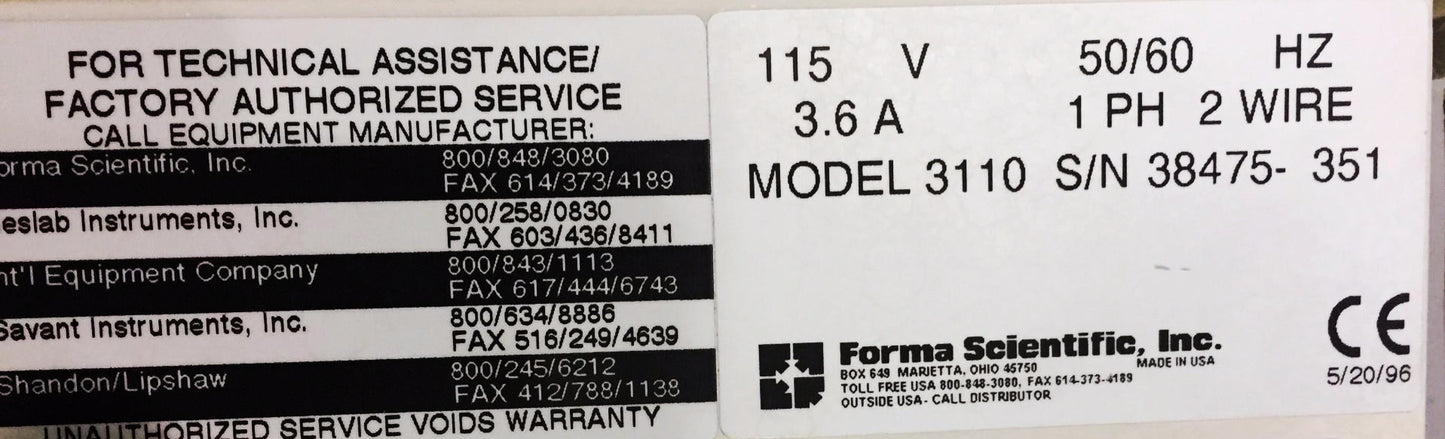 FOR TECHNICAL ASSISTANCE/
FACTORY AUTHORIZED SERVICE
CALL EQUIPMENT MANUFACTURER:
orma Scientific, Inc. 800/848/3080
FAX 614/373/4189
eslab Instruments, Inc. 800/258/0830
FAX 603/436/8411
nt'l Equipment Company 800/843/1113
FAX 617/444/6743
Savant Instruments, Inc. 800/634/8886
FAX 516/249/4639
Shandon/Lipshaw 800/245/6212
FAX 412/788/1138
UNAUTHORIZED SERVICE VOIDS WARRANTY
115 V 50/60 HZ
3.6 A 1 PH 2 WIRE
MODEL 3110 S/N 38475- 351
Forma Scientific, Inc.
BOX 649 MARIETTA, OHIO 45750 MADE IN USA
TOLL FREE USA 800-848-3080, FAX 614-373-4189
OUTSIDE USA- CALL DISTRIBUTOR
CE
5/20/96